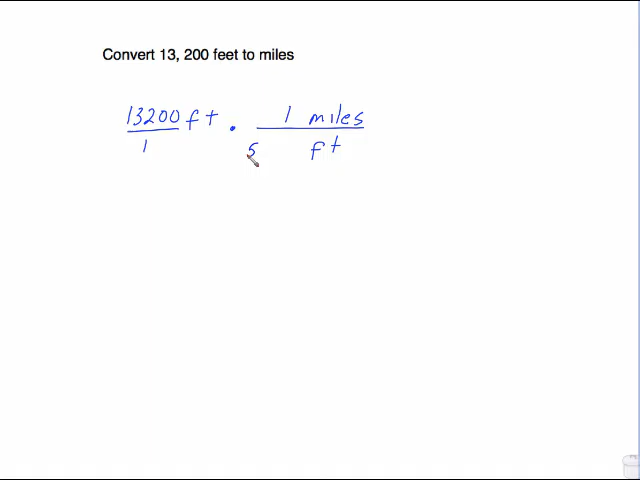 Convert 13, 200 feet to miles
13200 ft · 1 miles
1 5 ft